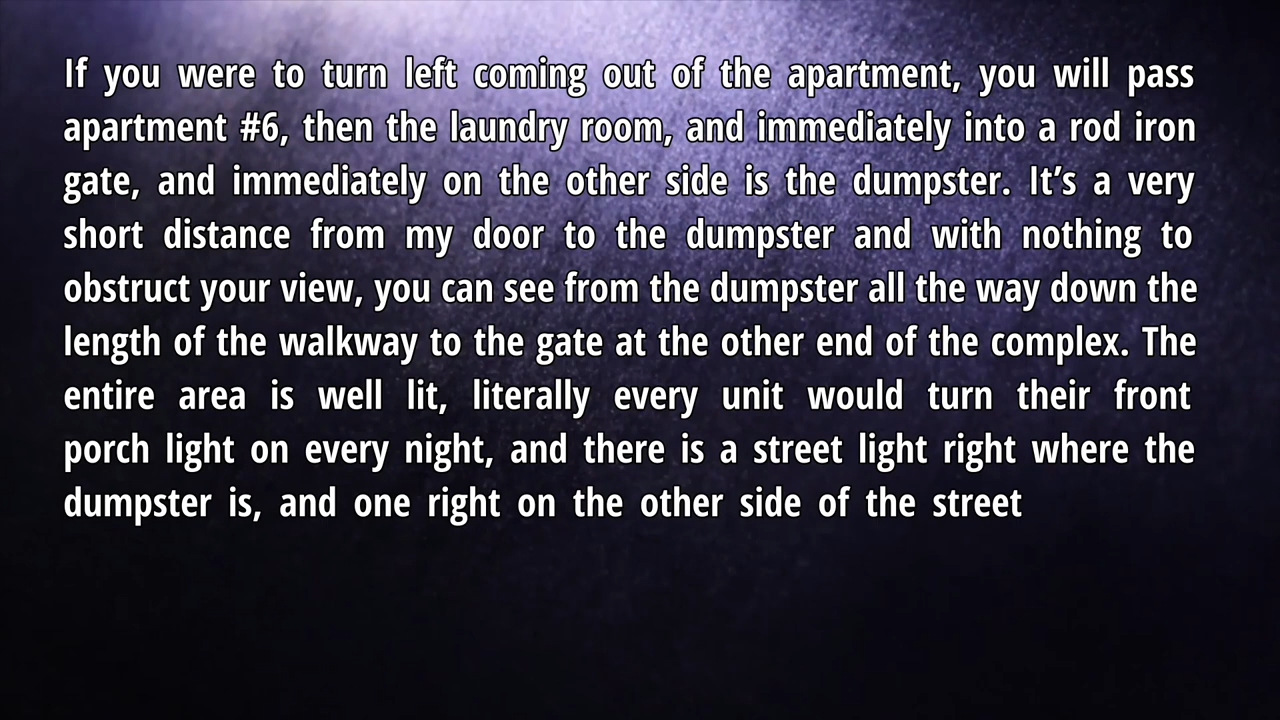 If you were to turn left coming out of the apartment, you will pass
apartment #6, then the laundry room, and immediately into a rod iron
gate, and immediately on the other side is the dumpster. It’s a very
short distance from my door to the dumpster and with nothing to
obstruct your view, you can see from the dumpster all the way down the
length of the walkway to the gate at the other end of the complex. The
entire area is well lit, literally every unit would turn their front
porch light on every night, and there is a street light right where the
dumpster is, and one right on the other side of the street